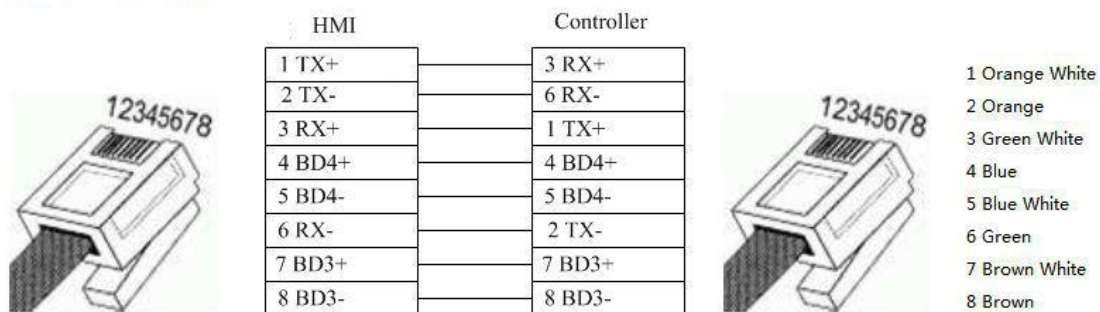 HMI
Controller
1 TX+ 3 RX+
2 TX- 6 RX-
3 RX+ 1 TX+
4 BD4+ 4 BD4+
5 BD4- 5 BD4-
6 RX- 2 TX-
7 BD3+ 7 BD3+
8 BD3- 8 BD3-
12345678
12345678
1 Orange White
2 Orange
3 Green White
4 Blue
5 Blue White
6 Green
7 Brown White
8 Brown